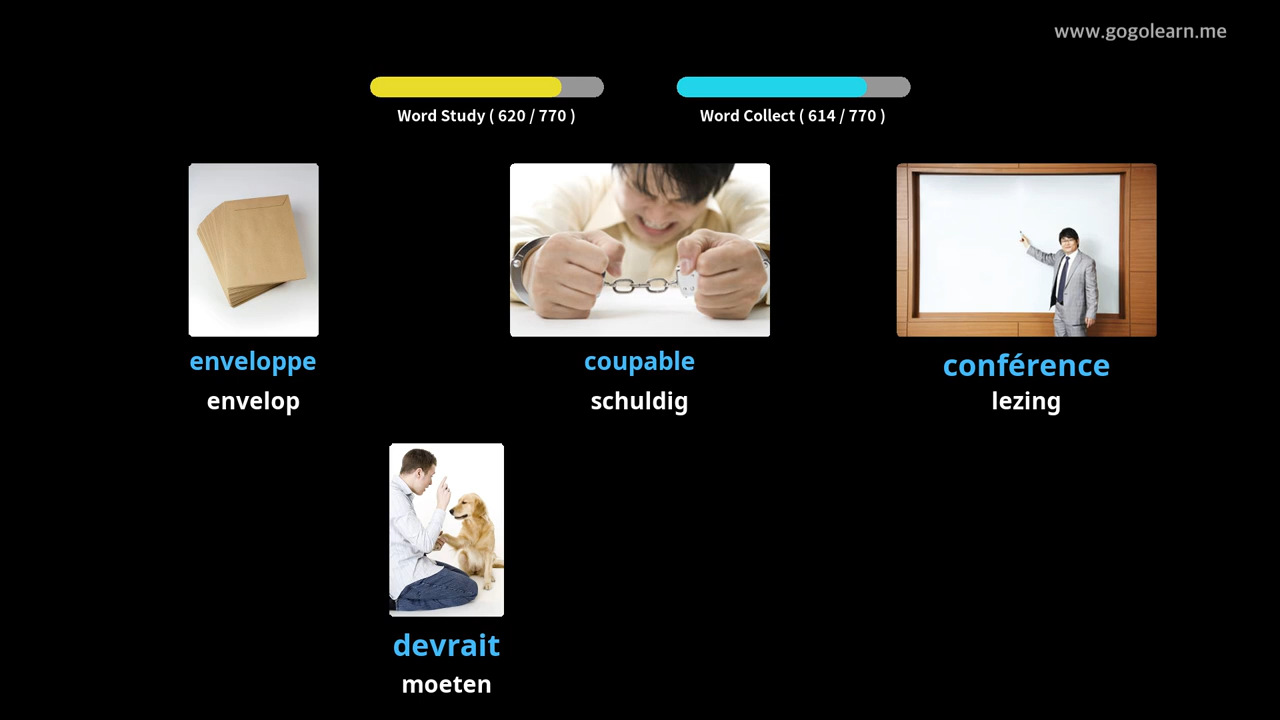 www.gogolearn.me
Word Study ( 620 / 770 )
Word Collect ( 614 / 770 )
enveloppe
envelop
coupable
schuldig
conférence
lezing
devrait
moeten